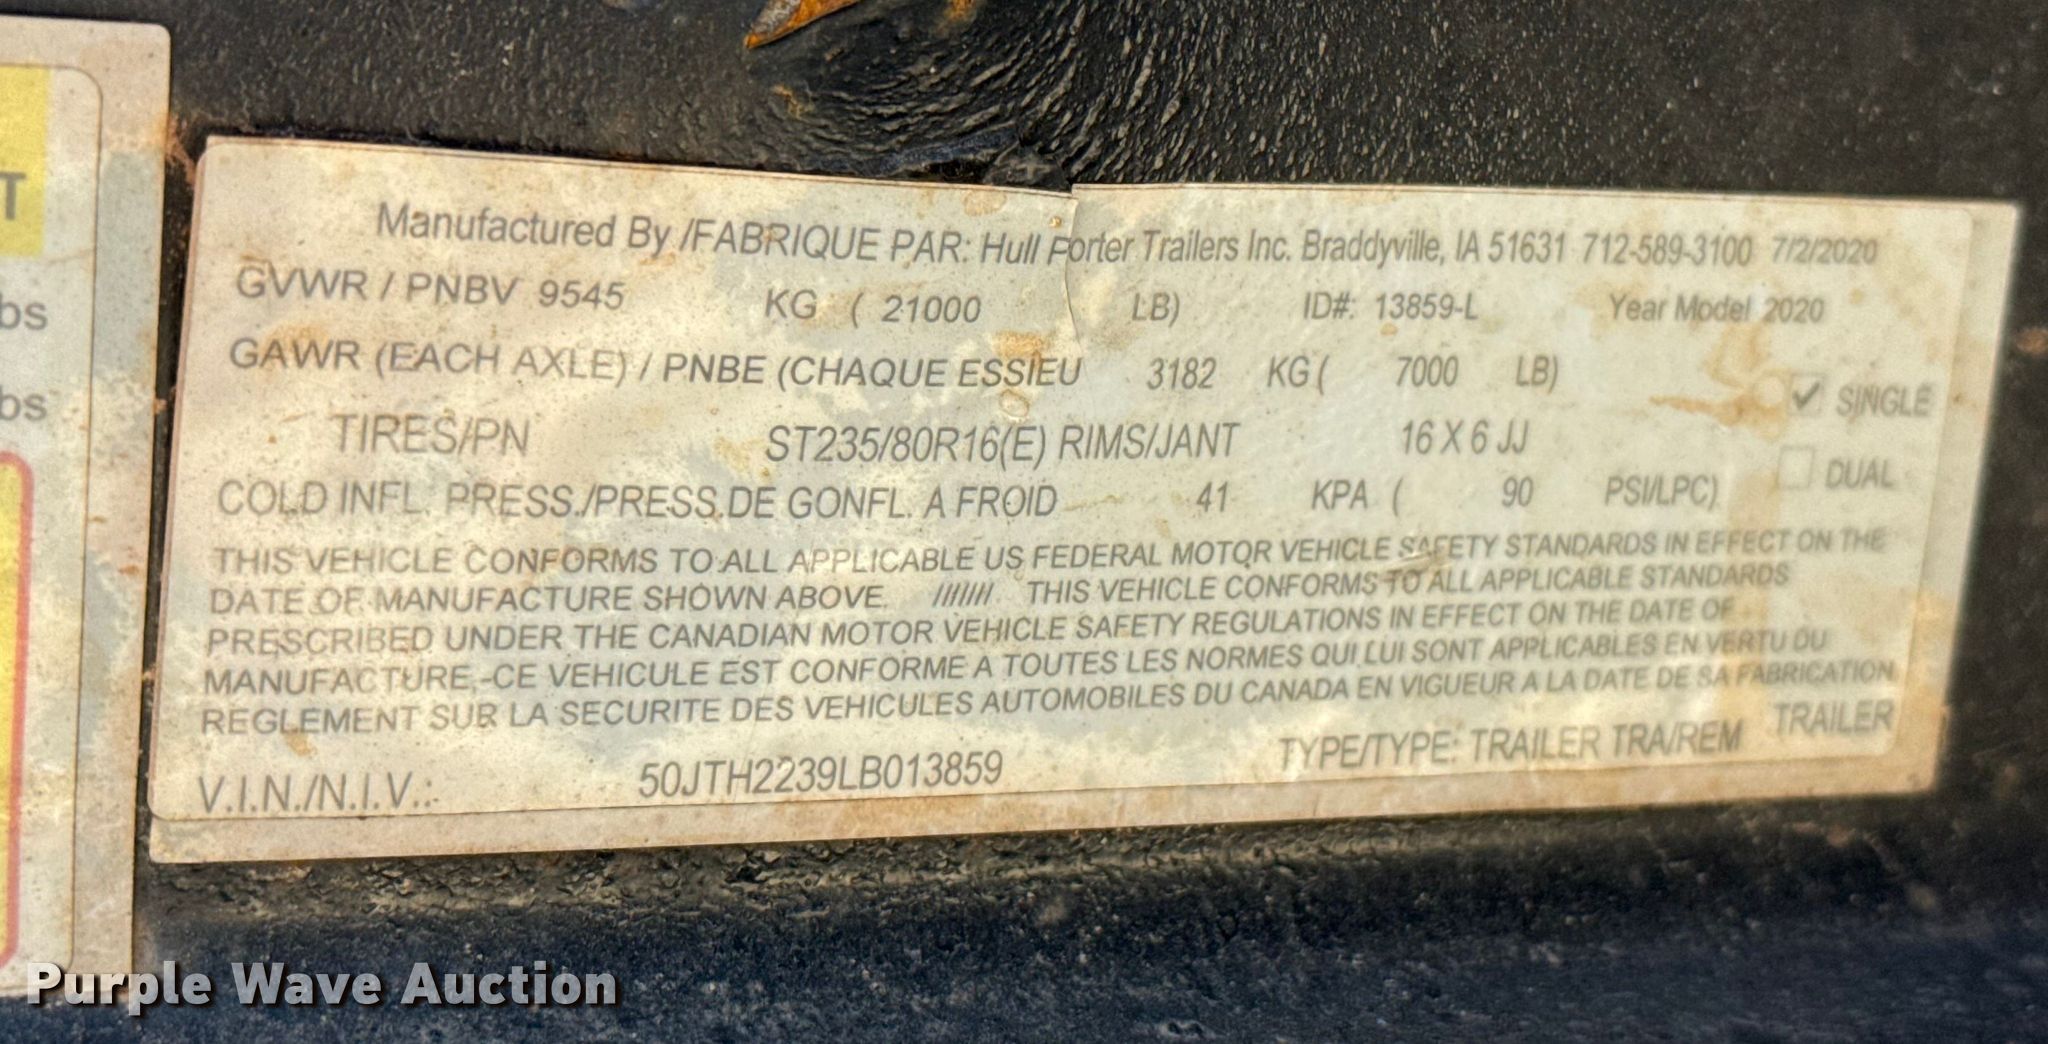 T
bs
bs
Manufactured By /FABRIQUE PAR: Hull Porter Trailers Inc. Braddyville, IA 51631 712-589-3100 7/2/2020
GVWR / PNBV 9545 KG ( 21000 LB) ID#: 13859-L Year Model 2020
GAWR (EACH AXLE) / PNBE (CHAQUE ESSIEU 3182 KG ( 7000 LB) SINGLE
TIRES/PN ST235/80R16(E) RIMS/JANT 16 X 6 JJ DUAL
COLD INFL. PRESS./PRESS.DE GONFL. A FROID 41 KPA ( 90 PSI/LPC)
THIS VEHICLE CONFORMS TO ALL APPLICABLE US FEDERAL MOTOR VEHICLE SAFETY STANDARDS IN EFFECT ON THE
DATE OF MANUFACTURE SHOWN ABOVE. /////// THIS VEHICLE CONFORMS TO ALL APPLICABLE STANDARDS
PRESCRIBED UNDER THE CANADIAN MOTOR VEHICLE SAFETY REGULATIONS IN EFFECT ON THE DATE OF
MANUFACTURE.-CE VEHICULE EST CONFORME A TOUTES LES NORMES QUI LUI SONT APPLICABLES EN VERTU DU
REGLEMENT SUR LA SECURITE DES VEHICULES AUTOMOBILES DU CANADA EN VIGUEUR A LA DATE DE SA FABRICATION
V.I.N./N.I.V.: 50JTH2239LB013859 TYPE/TYPE: TRAILER TRA/REM TRAILER
Purple Wave Auction